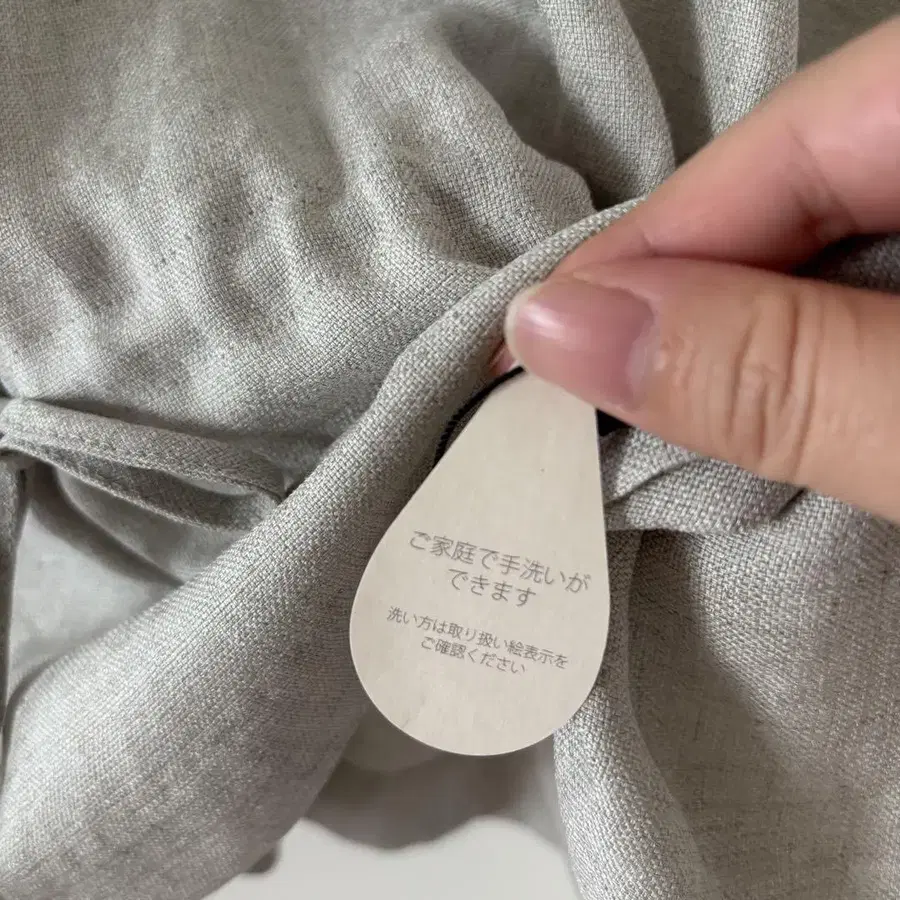 ご家庭で手洗いが
できます
洗い方は取り扱い絵表示を
ご確認ください